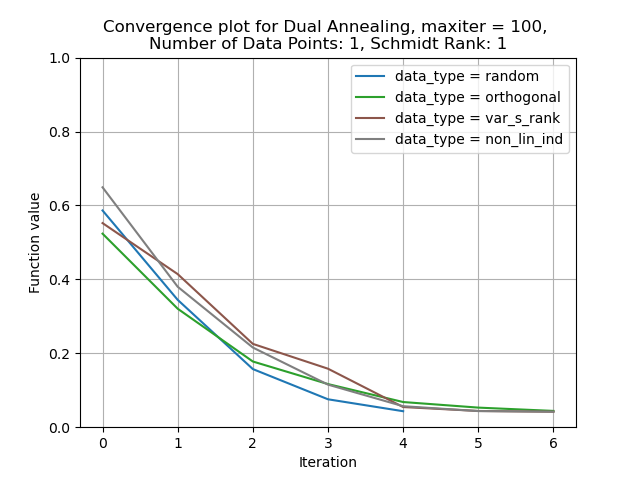 Convergence plot for Dual Annealing, maxiter = 100,
Number of Data Points: 1, Schmidt Rank: 1
data_type = random
data_type = orthogonal
data_type = var_s_rank
data_type = non_lin_ind
Function value
1.0
0.8
0.6
0.4
0.2
0.0
0 1 2 3 4 5 6
Iteration